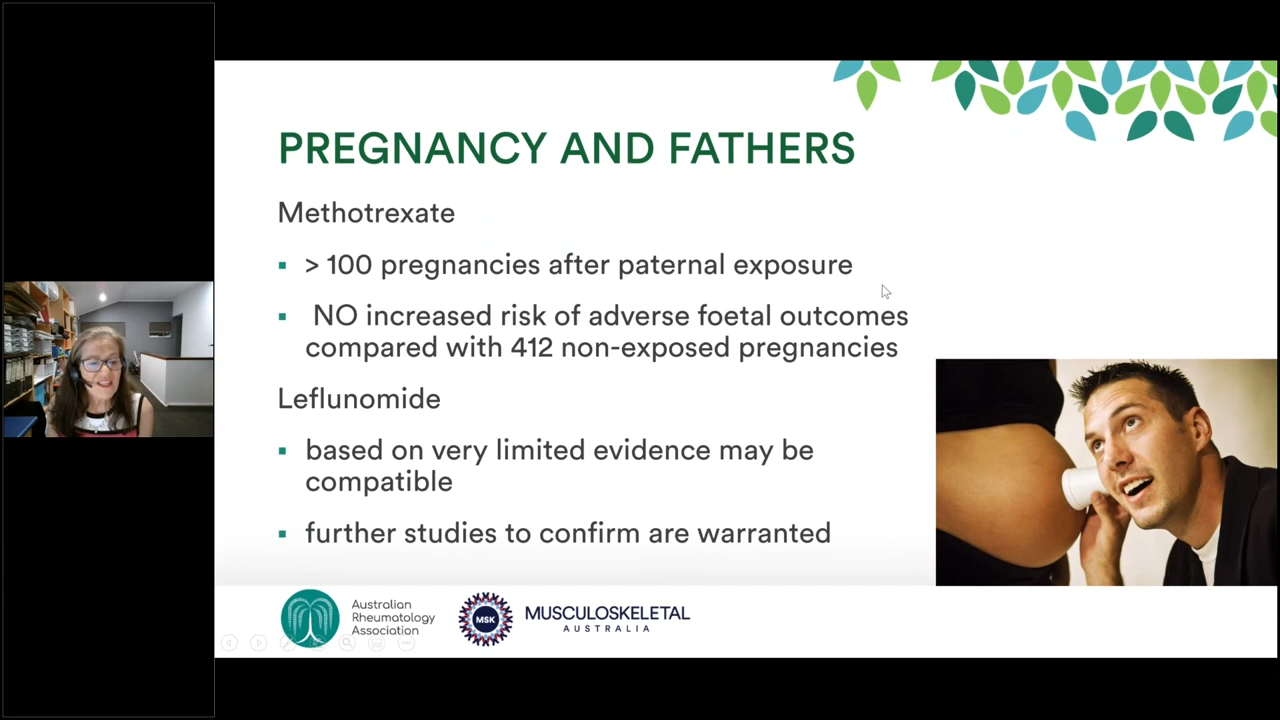 PREGNANCY AND FATHERS
Methotrexate
▪ > 100 pregnancies after paternal exposure
▪ NO increased risk of adverse foetal outcomes
compared with 412 non-exposed pregnancies
Leflunomide
▪ based on very limited evidence may be
compatible
▪ further studies to confirm are warranted
Australian
Rheumatology
Association
MSK
MUSCULOSKELETAL
AUSTRALIA